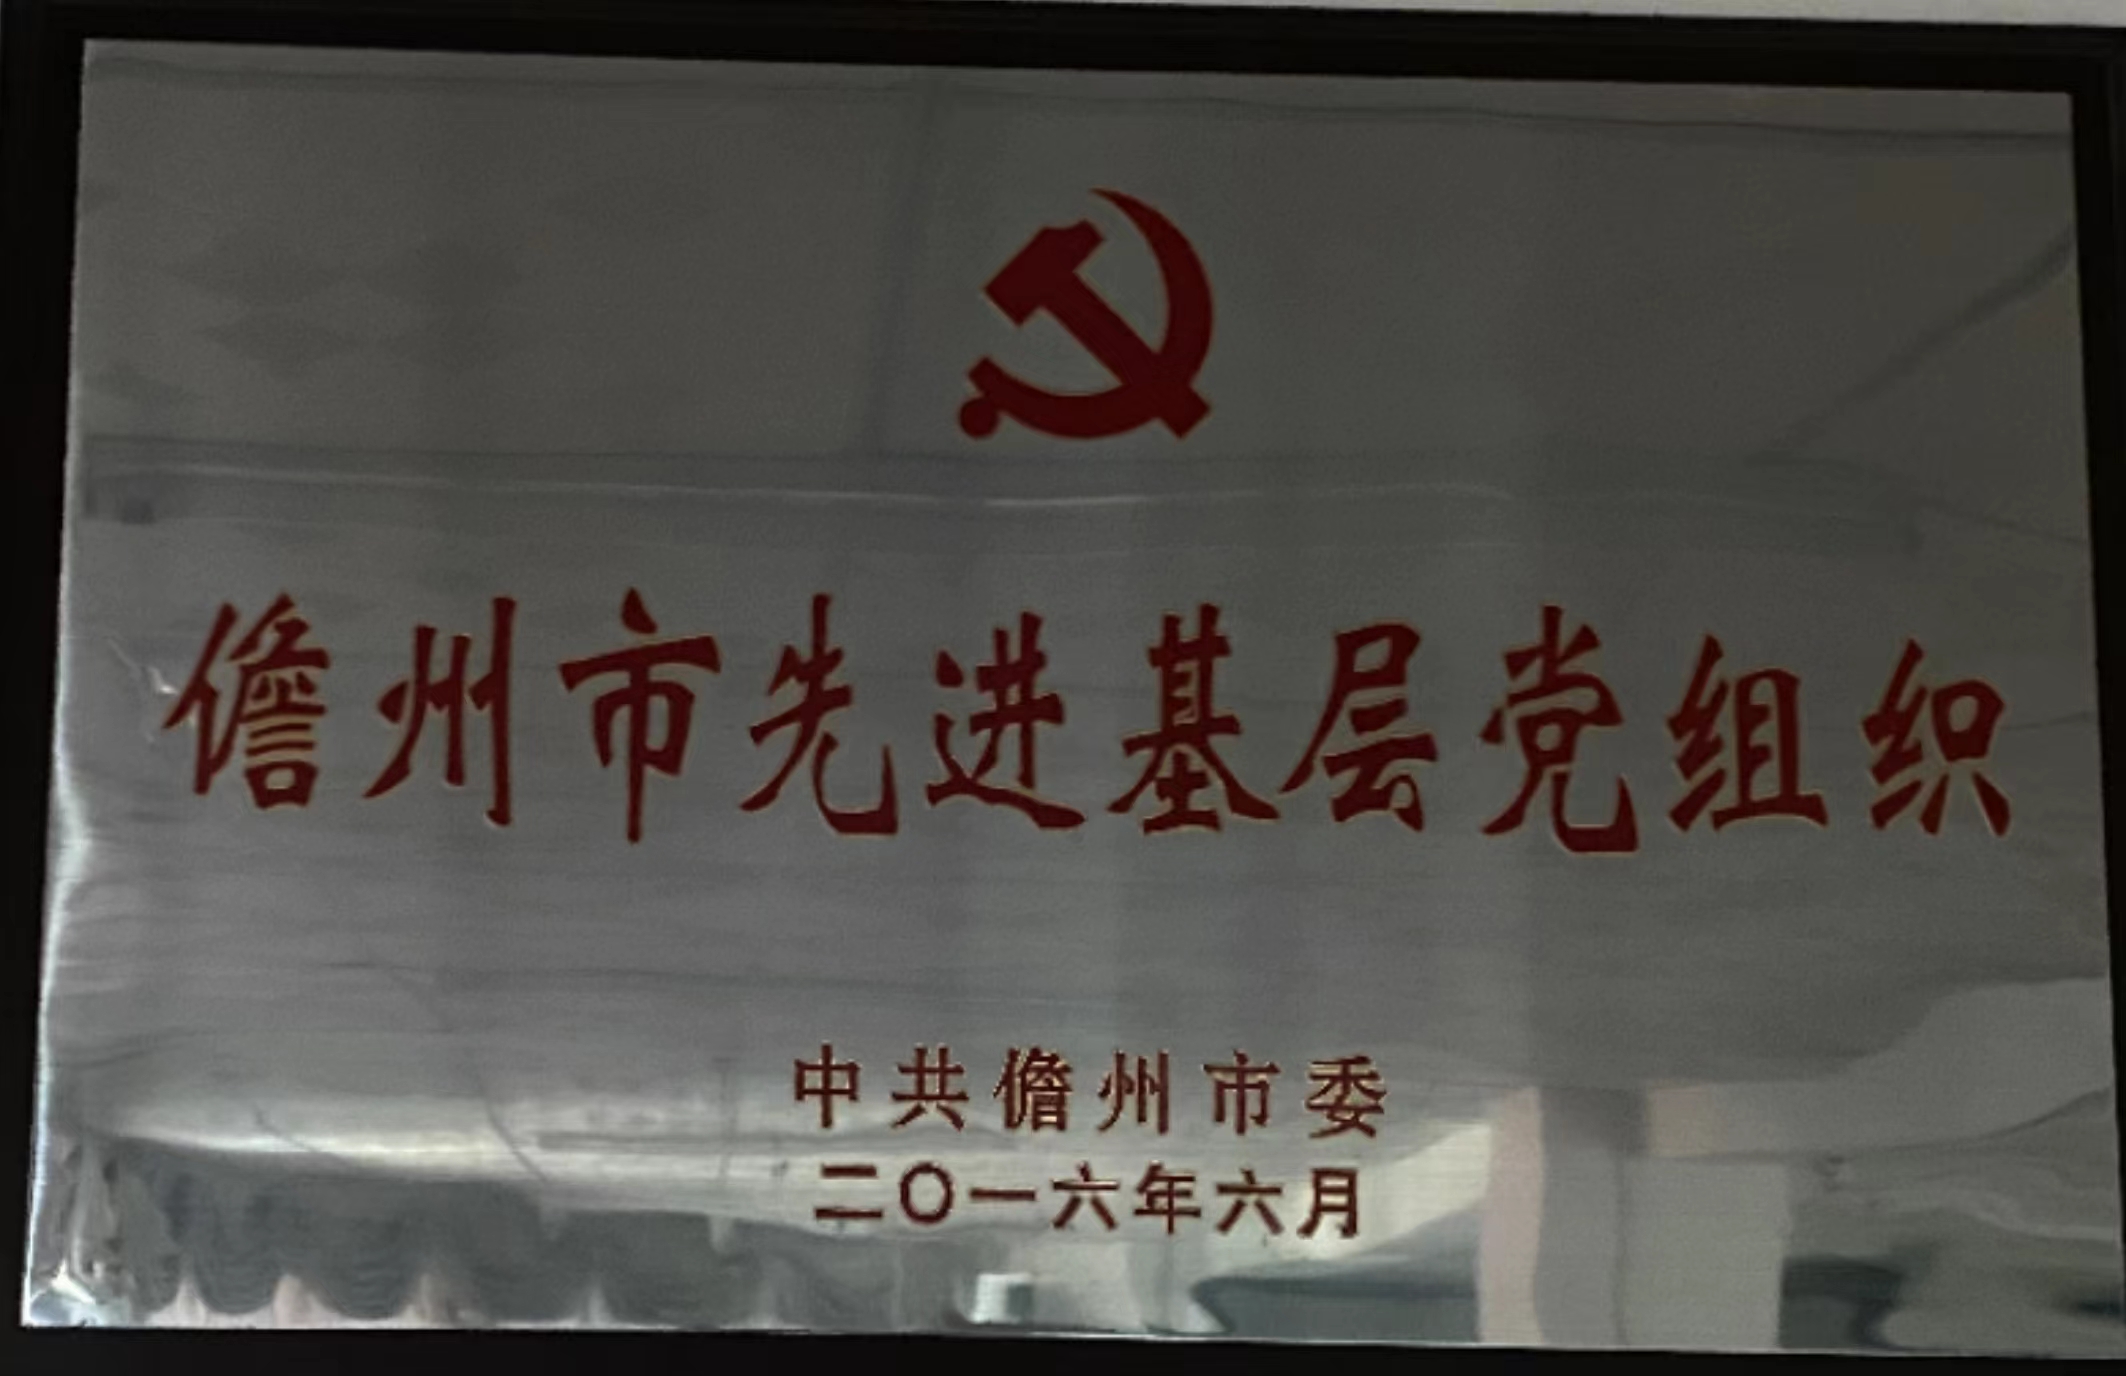 儋州市先进基层党组织
中共儋州市委
二〇一六年六月